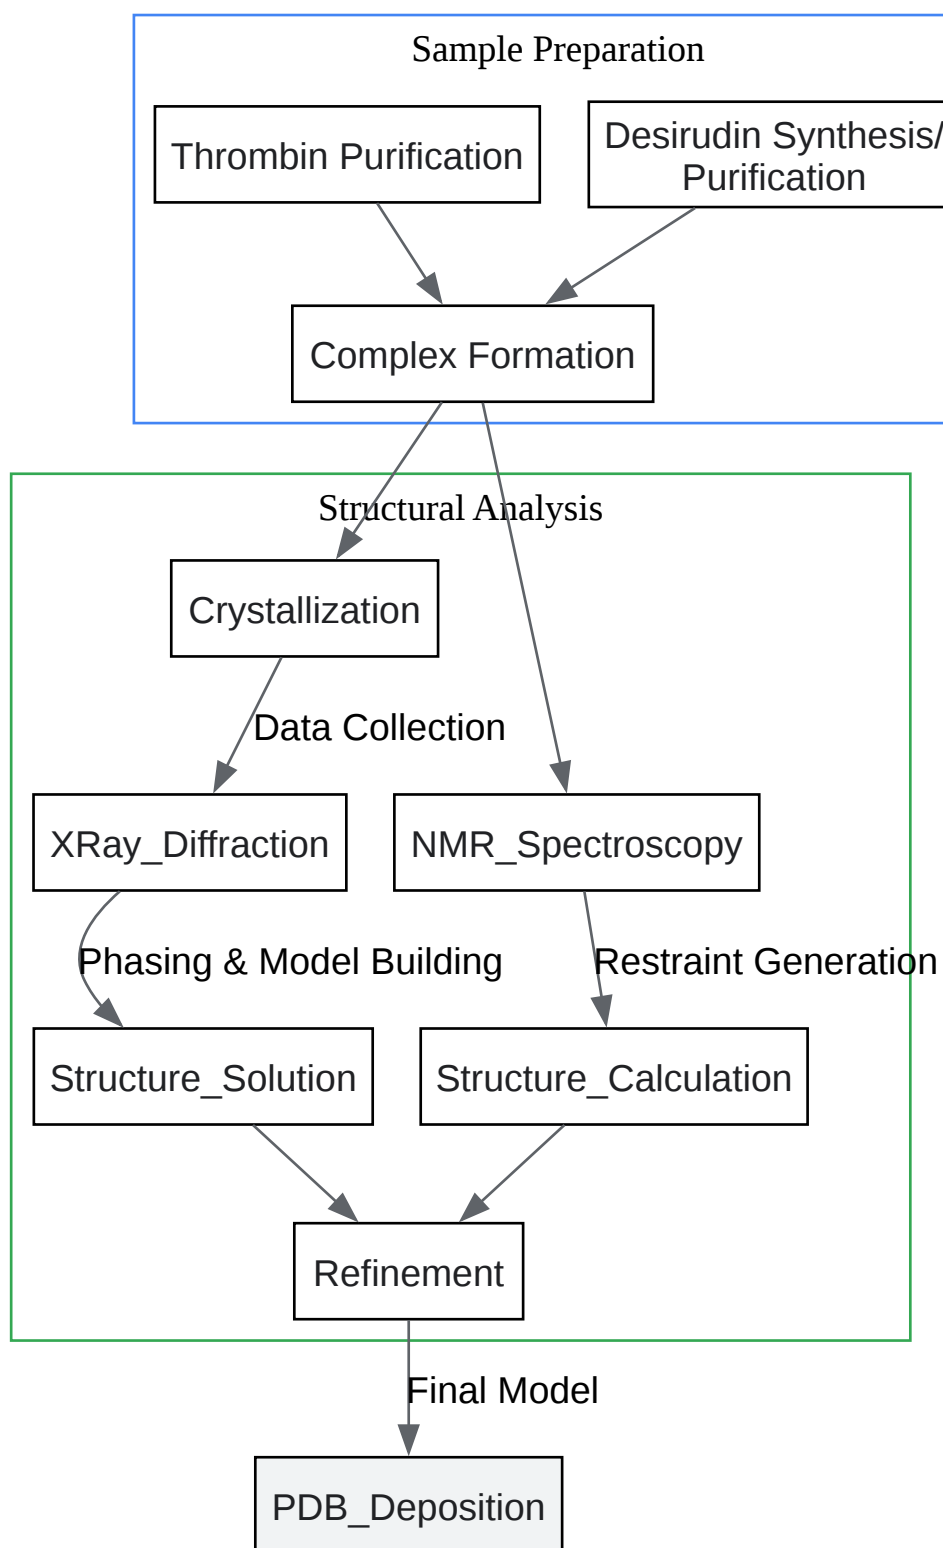 Sample Preparation
Thrombin Purification
Desirudin Synthesis/
Purification
Complex Formation
Structural Analysis
Crystallization
Data Collection
XRay_Diffraction
NMR_Spectroscopy
Phasing & Model Building
Restraint Generation
Structure_Solution
Structure_Calculation
Refinement
Final Model
PDB_Deposition